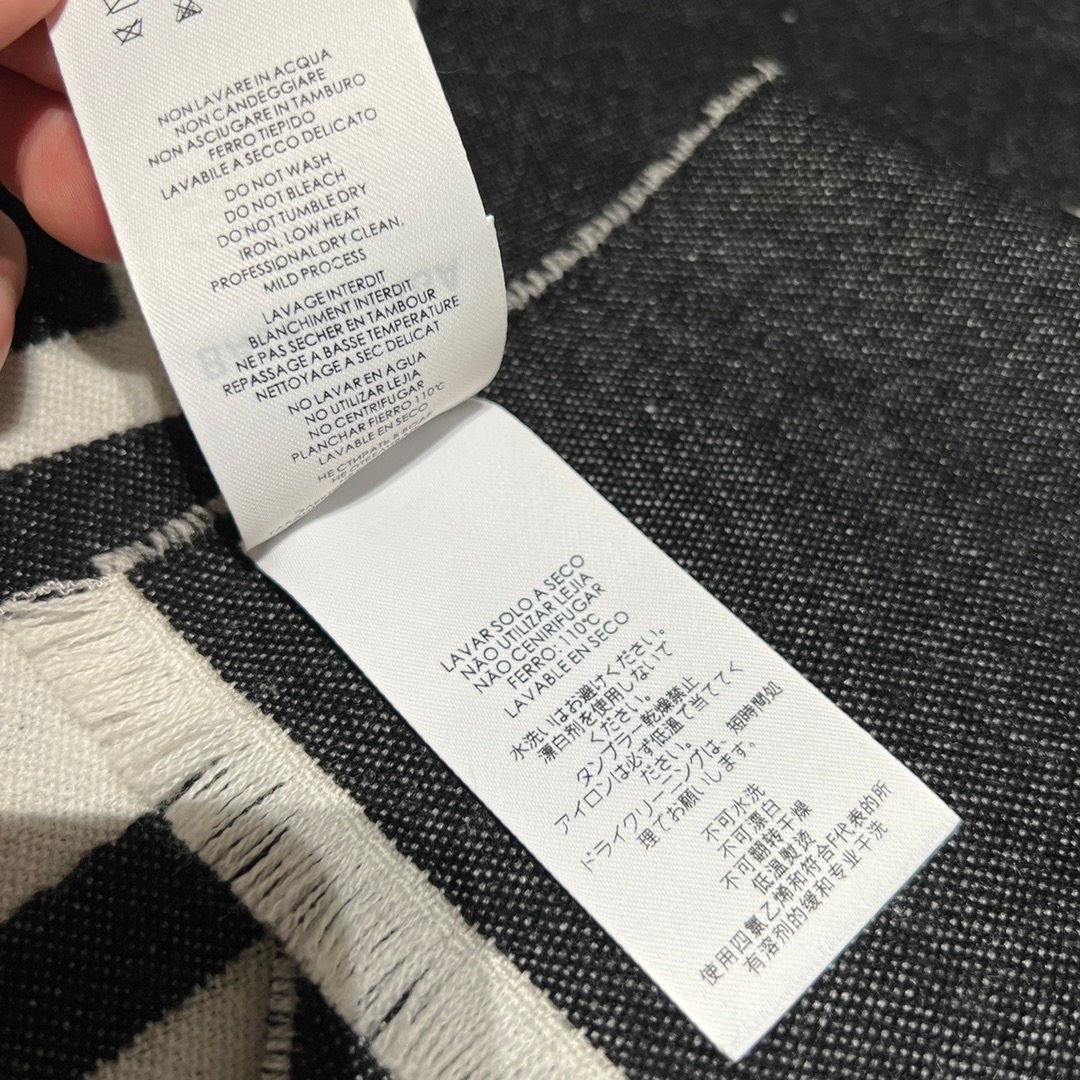 NON LAVARE IN ACQUA
NON CANDEGGIARE
NON ASCIUGARE IN TAMBURO
FERRO TIEPIDO
LAVABILE A SECCO DELICATO
DO NOT WASH
DO NOT BLEACH
DO NOT TUMBLE DRY
IRON, LOW HEAT
PROFESSIONAL DRY CLEAN,
MILD PROCESS
LAVAGE INTERDIT
BLANCHIMENT INTERDIT
NE PAS SECHER EN TAMBOUR
REPASSAGE A BASSE TEMPERATURE
NETTOYAGE A SEC DELICAT
NO LAVAR EN AGUA
NO UTILIZAR LEJIA
NO CENTRIFUGAR
PLANCHAR FIERRO 110℃
LAVABLE EN SECO
НЕ СТИРАТЬ В ВОДЕ
LAVAR SOLO A SECO
NÃO UTILIZAR LEJIA
NÃO CENIRIFUGAR
FERRO: 110℃
LAVABLE EN SECO
水洗いはお避けください。
漂白剤を使用しないで
ください。
タンブラー乾燥禁止
アイロンは必ず低温で当ててく
ださい。
ドライクリーニングは、短時間処
理でお願いします。
不可水洗
不可漂白
不可翻转干燥
低温熨烫
使用四氯乙烯和符合F代表的所
有溶剂的缓和专业干洗